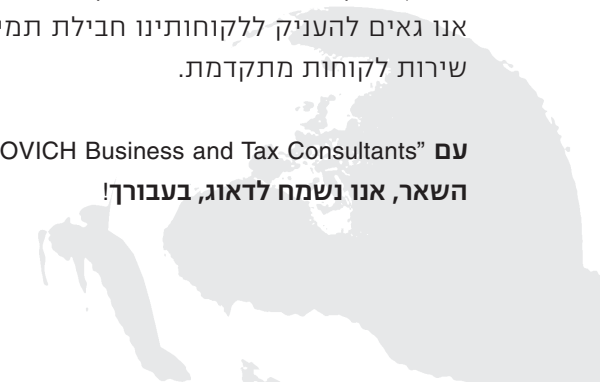 אנו גאים להעניק ללקוחותינו חבילת
שירות לקוחות מתקדמת.
עם "Business and Tax Consultants
השאר, אנו נשמח לדאוג, בעבורך!